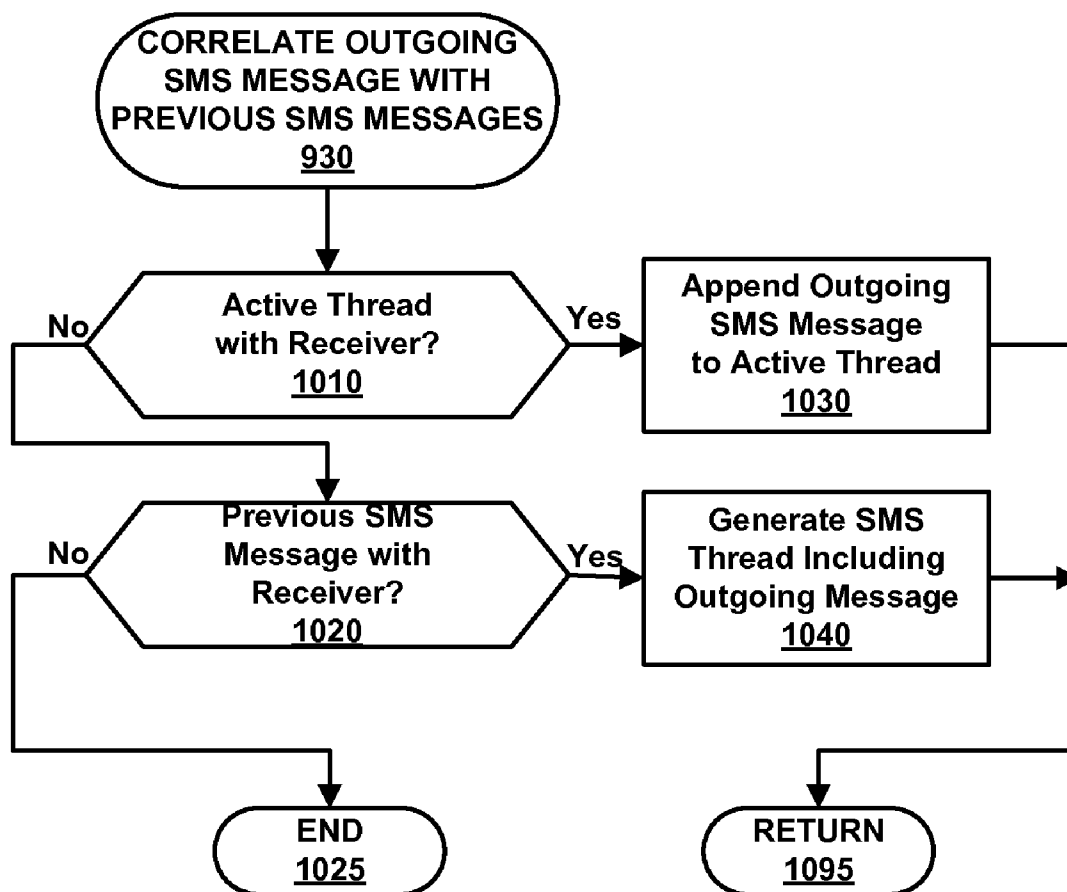 CORRELATE OUTGOING
SMS MESSAGE WITH
PREVIOUS SMS MESSAGES
930
Active Thread
with Receiver?
1010
No
Yes
Append Outgoing
SMS Message
to Active Thread
1030
Previous SMS
Message with
Receiver?
1020
No
Yes
Generate SMS
Thread Including
Outgoing Message
1040
END
1025
RETURN
1095